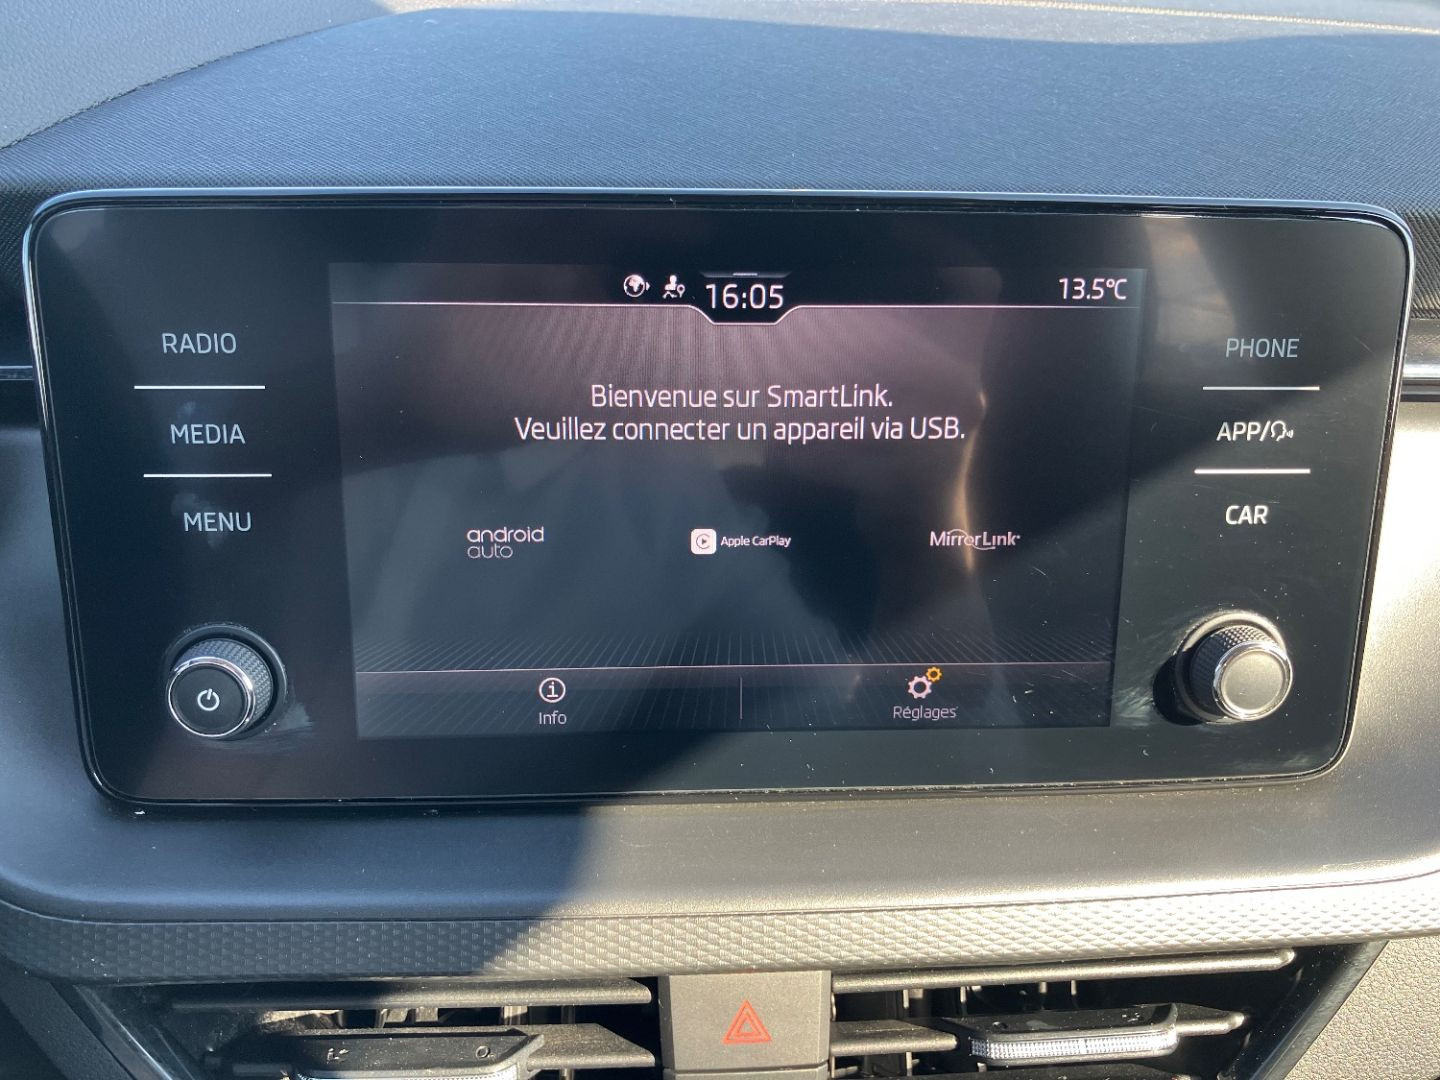 16:05
13.5°C
RADIO
MEDIA
MENU
Bienvenue sur SmartLink.
Veuillez connecter un appareil via USB.
android
auto
Apple CarPlay
MirrorLink
Info
Réglages
PHONE
APP/
CAR